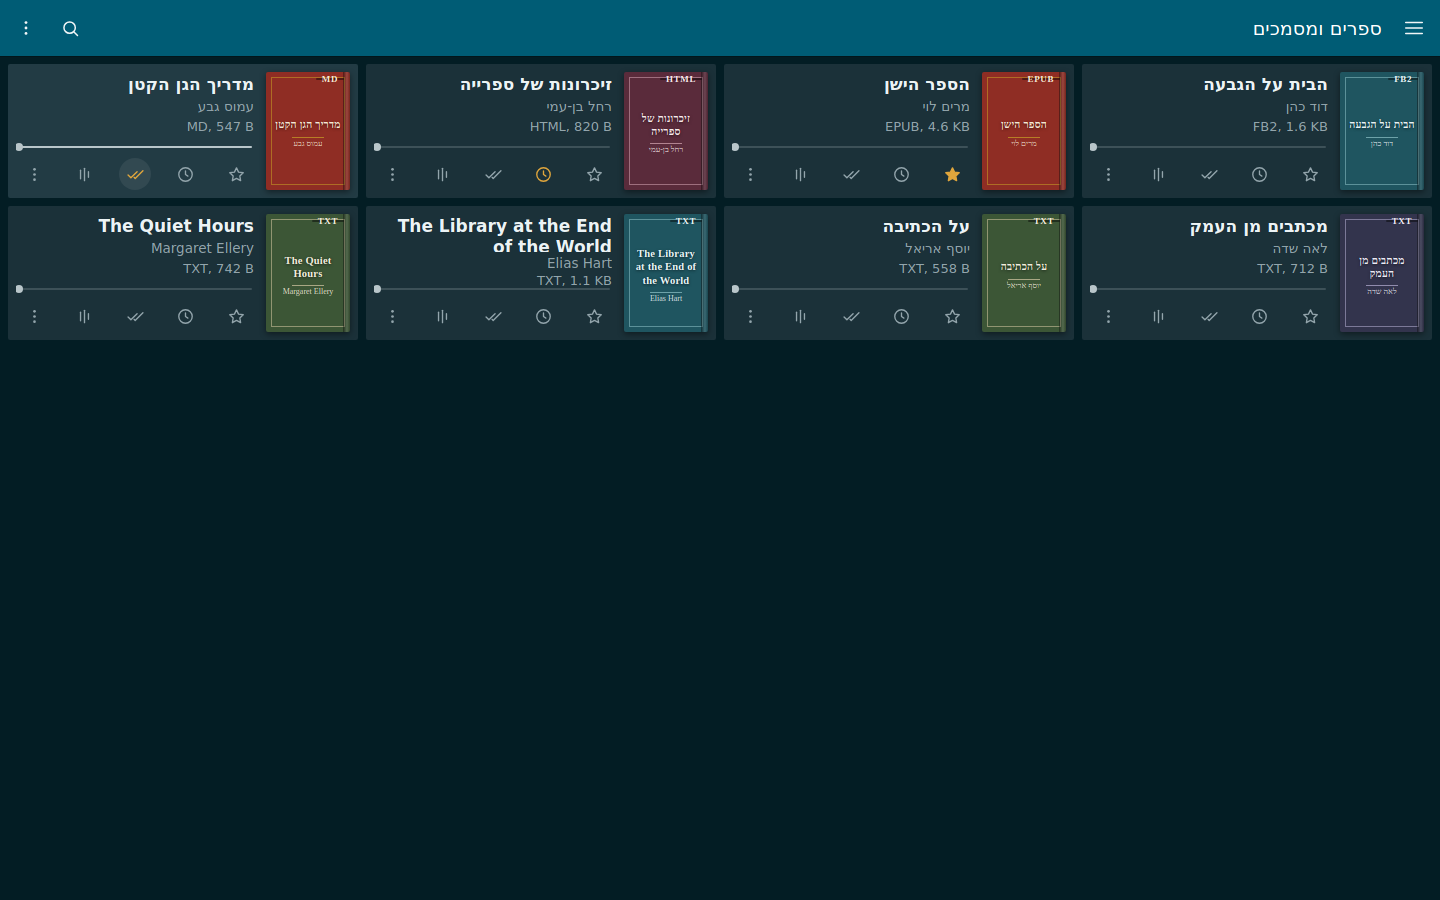 ספרים ומסמכים
FB2
הבית על הגבעה
דוד כהן
הבית על הגבעה
דוד כהן
FB2, 1.6 KB
EPUB
הספר הישן
מרים לוי
הספר הישן
מרים לוי
EPUB, 4.6 KB
HTML
זיכרונות של
ספרייה
רחל בן-עמי
זיכרונות של ספרייה
רחל בן-עמי
HTML, 820 B
MD
מדריך הגן הקטן
עמוס גבע
מדריך הגן הקטן
עמוס גבע
MD, 547 B
TXT
מכתבים מן
העמק
לאה שדה
מכתבים מן העמק
לאה שדה
TXT, 712 B
TXT
על הכתיבה
יוסף אריאל
על הכתיבה
יוסף אריאל
TXT, 558 B
TXT
The Library
at the End of
the World
Elias Hart
The Library at the End
of the World
Elias Hart
TXT, 1.1 KB
TXT
The Quiet
Hours
Margaret Ellery
The Quiet Hours
Margaret Ellery
TXT, 742 B